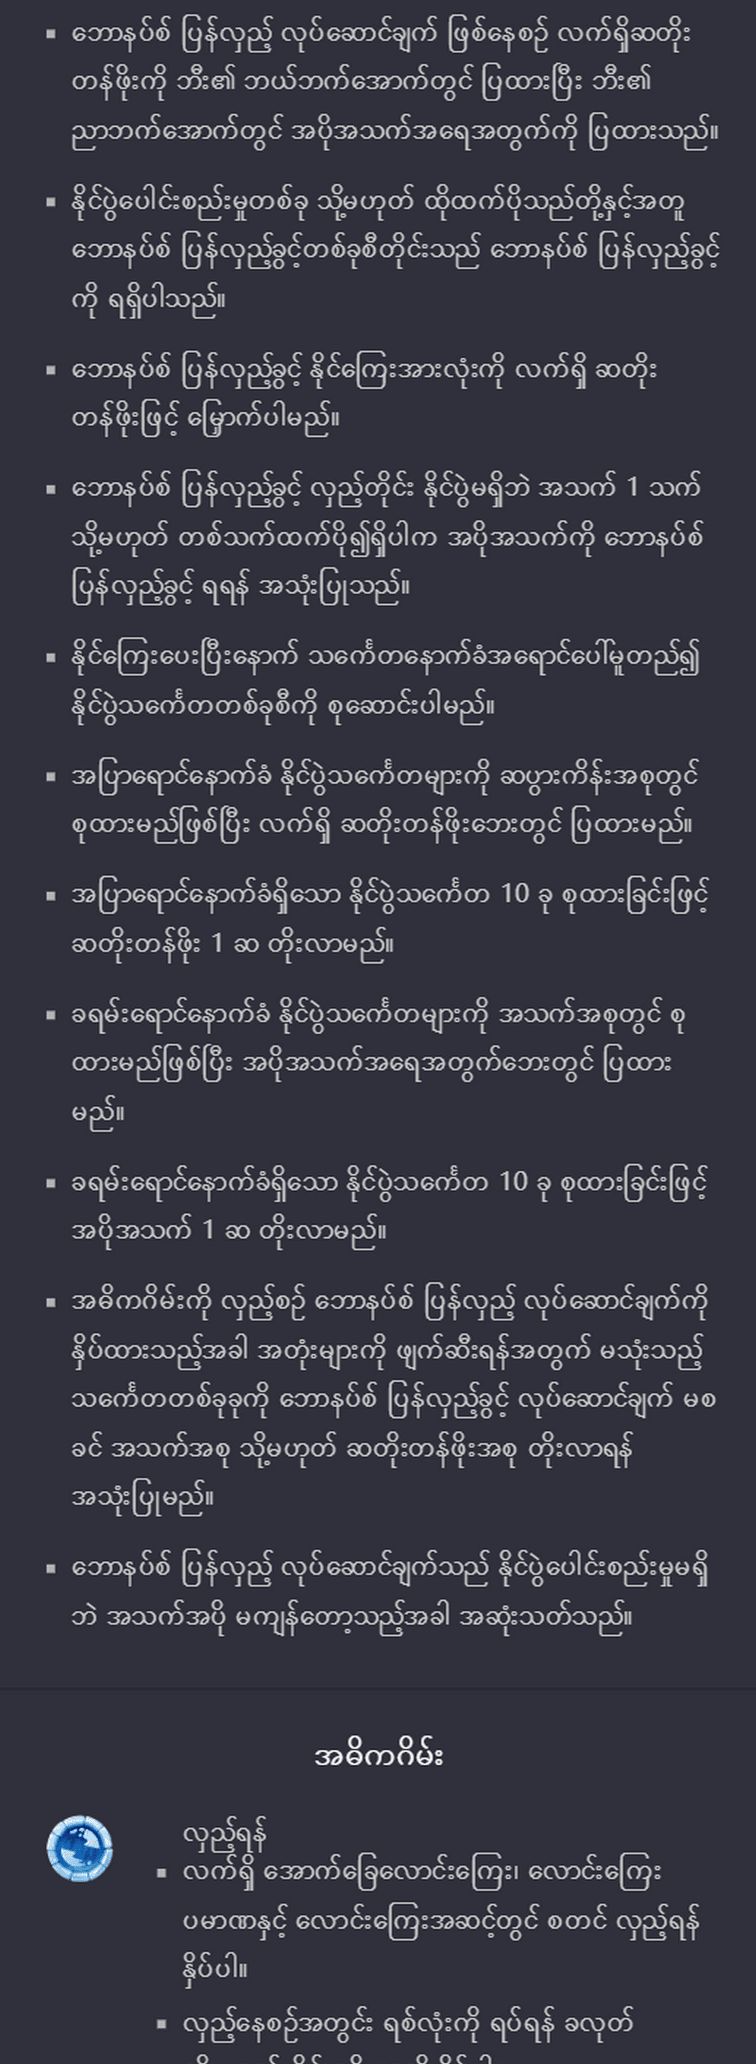 ဘောနပ်စ် ပြန်လှည့် လုပ်ဆောင်ချက် ဖြစ်နေစဉ် လက်ရှိဆတိုး
တန်ဖိုးကို ဘီး၏ ဘယ်ဘက်အောက်တွင် ပြထားပြီး ဘီး၏
ညာဘက်အောက်တွင် အပိုအသက်အရေအတွက်ကို ပြထားသည်။
နိုင်ပွဲပေါင်းစည်းမှုတစ်ခု သို့မဟုတ် ထိုထက်ပိုသည်တို့နှင့်အတူ
ဘောနပ်စ် ပြန်လှည့်ခွင့်တစ်ခုစီတိုင်းသည် ဘောနပ်စ် ပြန်လှည့်ခွင့်
ကို ရရှိပါသည်။
ဘောနပ်စ် ပြန်လှည့်ခွင့် နိုင်ကြေးအားလုံးကို လက်ရှိ ဆတိုး
တန်ဖိုးဖြင့် မြှောက်ပါမည်။
ဘောနပ်စ် ပြန်လှည့်ခွင့် လှည့်တိုင်း နိုင်ပွဲမရှိဘဲ အသက် 1 သက်
သို့မဟုတ် တစ်သက်ထက်ပို၍ရှိပါက အပိုအသက်ကို ဘောနပ်စ်
ပြန်လှည့်ခွင့် ရရန် အသုံးပြုသည်။
နိုင်ကြေးပေးပြီးနောက် သင်္ကေတနောက်ခံအရောင်ပေါ်မူတည်၍
နိုင်ပွဲသင်္ကေတတစ်ခုစီကို စုဆောင်းပါမည်။
အပြာရောင်နောက်ခံ နိုင်ပွဲသင်္ကေတများကို ဆပွားကိန်းအစုတွင်
စုထားမည်ဖြစ်ပြီး လက်ရှိ ဆတိုးတန်ဖိုးဘေးတွင် ပြထားမည်။
အပြာရောင်နောက်ခံရှိသော နိုင်ပွဲသင်္ကေတ 10 ခု စုထားခြင်းဖြင့်
ဆတိုးတန်ဖိုး 1 ဆ တိုးလာမည်။
ခရမ်းရောင်နောက်ခံ နိုင်ပွဲသင်္ကေတများကို အသက်အစုတွင် စု
ထားမည်ဖြစ်ပြီး အပိုအသက်အရေအတွက်ဘေးတွင် ပြထား
မည်။
ခရမ်းရောင်နောက်ခံရှိသော နိုင်ပွဲသင်္ကေတ 10 ခု စုထားခြင်းဖြင့်
အပိုအသက် 1 ဆ တိုးလာမည်။
အဓိကဂိမ်းကို လှည့်စဉ် ဘောနပ်စ် ပြန်လှည့် လုပ်ဆောင်ချက်ကို
နှိပ်ထားသည့်အခါ အတုံးများကို ဖျက်ဆီးရန်အတွက် မသုံးသည့်
သင်္ကေတတစ်ခုခုကို ဘောနပ်စ် ပြန်လှည့်ခွင့် လုပ်ဆောင်ချက် မစ
ခင် အသက်အစု သို့မဟုတ် ဆတိုးတန်ဖိုးအစု တိုးလာရန်
အသုံးပြုမည်။
ဘောနပ်စ် ပြန်လှည့် လုပ်ဆောင်ချက်သည် နိုင်ပွဲပေါင်းစည်းမှုမရှိ
ဘဲ အသက်အပို မကျန်တော့သည့်အခါ အဆုံးသတ်သည်။
အဓိကဂိမ်း
လှည့်ရန်
လက်ရှိ အောက်ခြေလောင်းကြေး၊ လောင်းကြေး
ပမာဏနှင့် လောင်းကြေးအဆင့်တွင် စတင် လှည့်ရန်
နှိပ်ပါ။
လှည့်နေစဉ်အတွင်း ရစ်လုံးကို ရပ်ရန် ခလုတ်